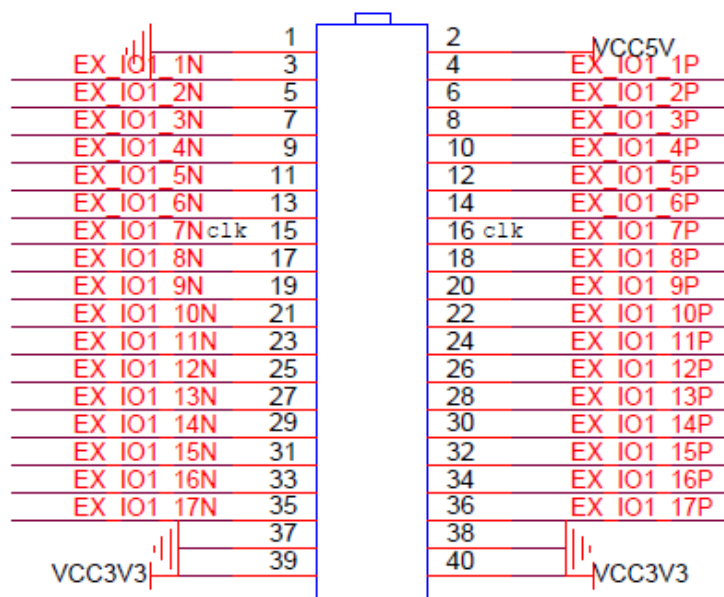 1 2 VCC5V
EX_IO1_1N 3 4 EX_IO1_1P
EX_IO1_2N 5 6 EX_IO1_2P
EX_IO1_3N 7 8 EX_IO1_3P
EX_IO1_4N 9 10 EX_IO1_4P
EX_IO1_5N 11 12 EX_IO1_5P
EX_IO1_6N 13 14 EX_IO1_6P
EX_IO1_7N clk 15 16 clk EX_IO1_7P
EX_IO1_8N 17 18 EX_IO1_8P
EX_IO1_9N 19 20 EX_IO1_9P
EX_IO1_10N 21 22 EX_IO1_10P
EX_IO1_11N 23 24 EX_IO1_11P
EX_IO1_12N 25 26 EX_IO1_12P
EX_IO1_13N 27 28 EX_IO1_13P
EX_IO1_14N 29 30 EX_IO1_14P
EX_IO1_15N 31 32 EX_IO1_15P
EX_IO1_16N 33 34 EX_IO1_16P
EX_IO1_17N 35 36 EX_IO1_17P
37 38
VCC3V3 39 40 VCC3V3